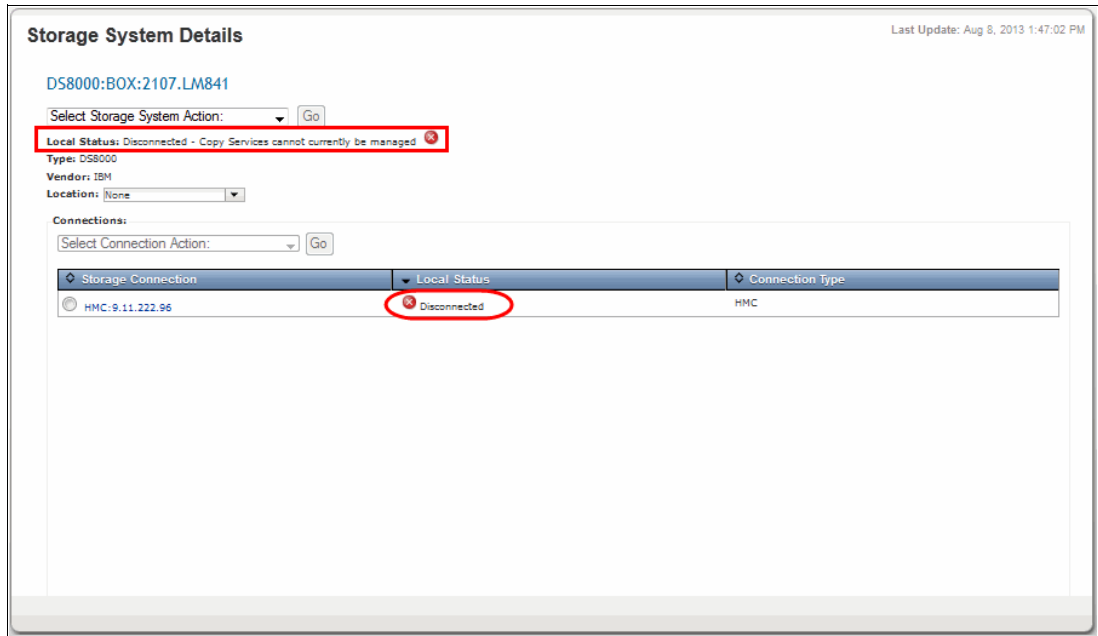 Storage System Details
Last Update: Aug 8, 2013 1:47:02 PM
DS8000:BOX:2107.LM841
Select Storage System Action: Go
Local Status: Disconnected - Copy Services cannot currently be managed
Type: DS8000
Vendor: IBM
Location: None
Connections:
Select Connection Action: Go
Storage Connection Local Status Connection Type
HMC:9.11.222.96 Disconnected HMC